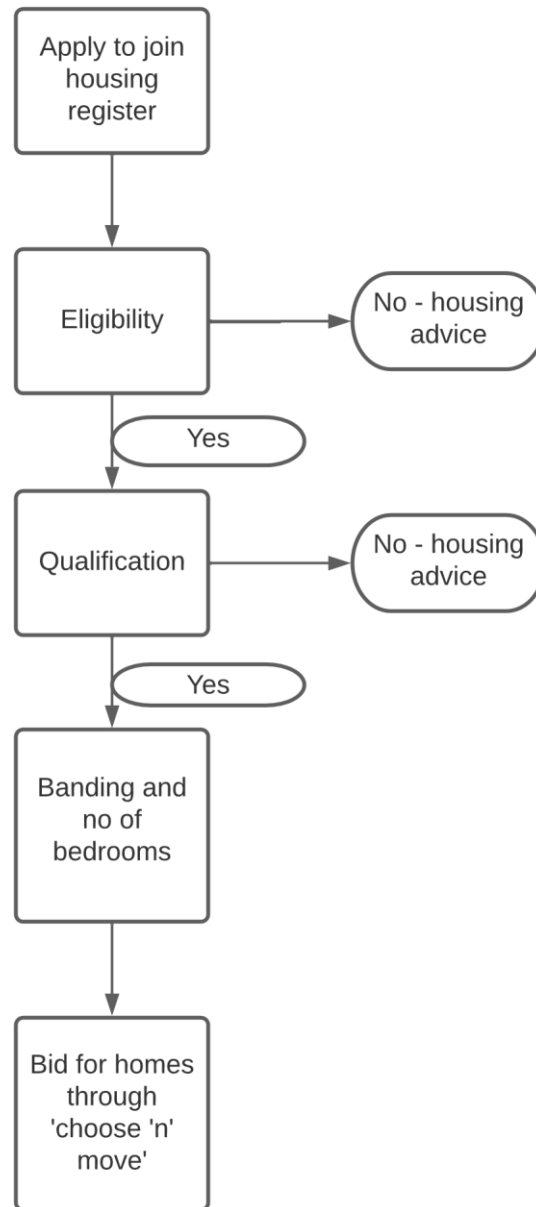 Apply to join
housing
register
Eligibility
No - housing
advice
Yes
Qualification
No - housing
advice
Yes
Banding and
no of
bedrooms
Bid for homes
through
'choose 'n'
move'